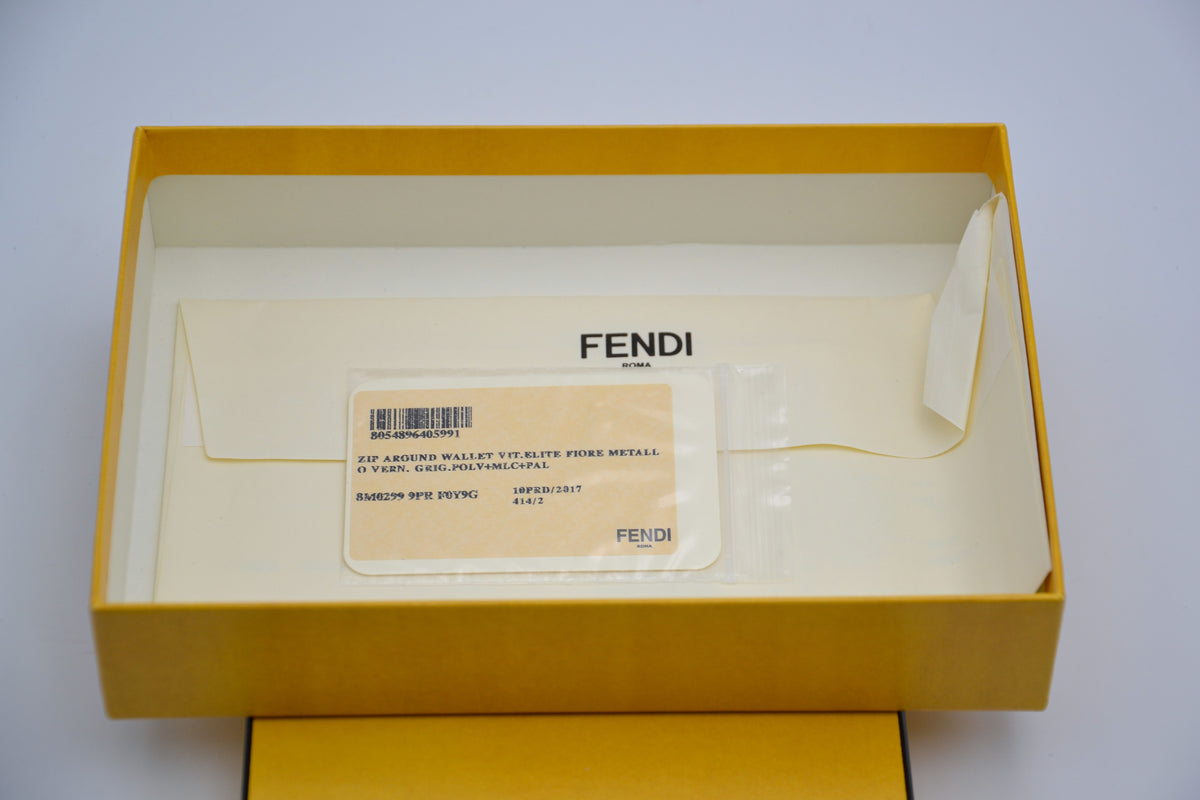 FENDI
ROMA
8054896405991
ZIP AROUND WALLET VIT.ELITE FIORE METALL
O VERN. GRIG.POLV+MLC+PAL
8M0299 9PR F0Y9G
10PRD/2017
414/2
FENDI
ROMA